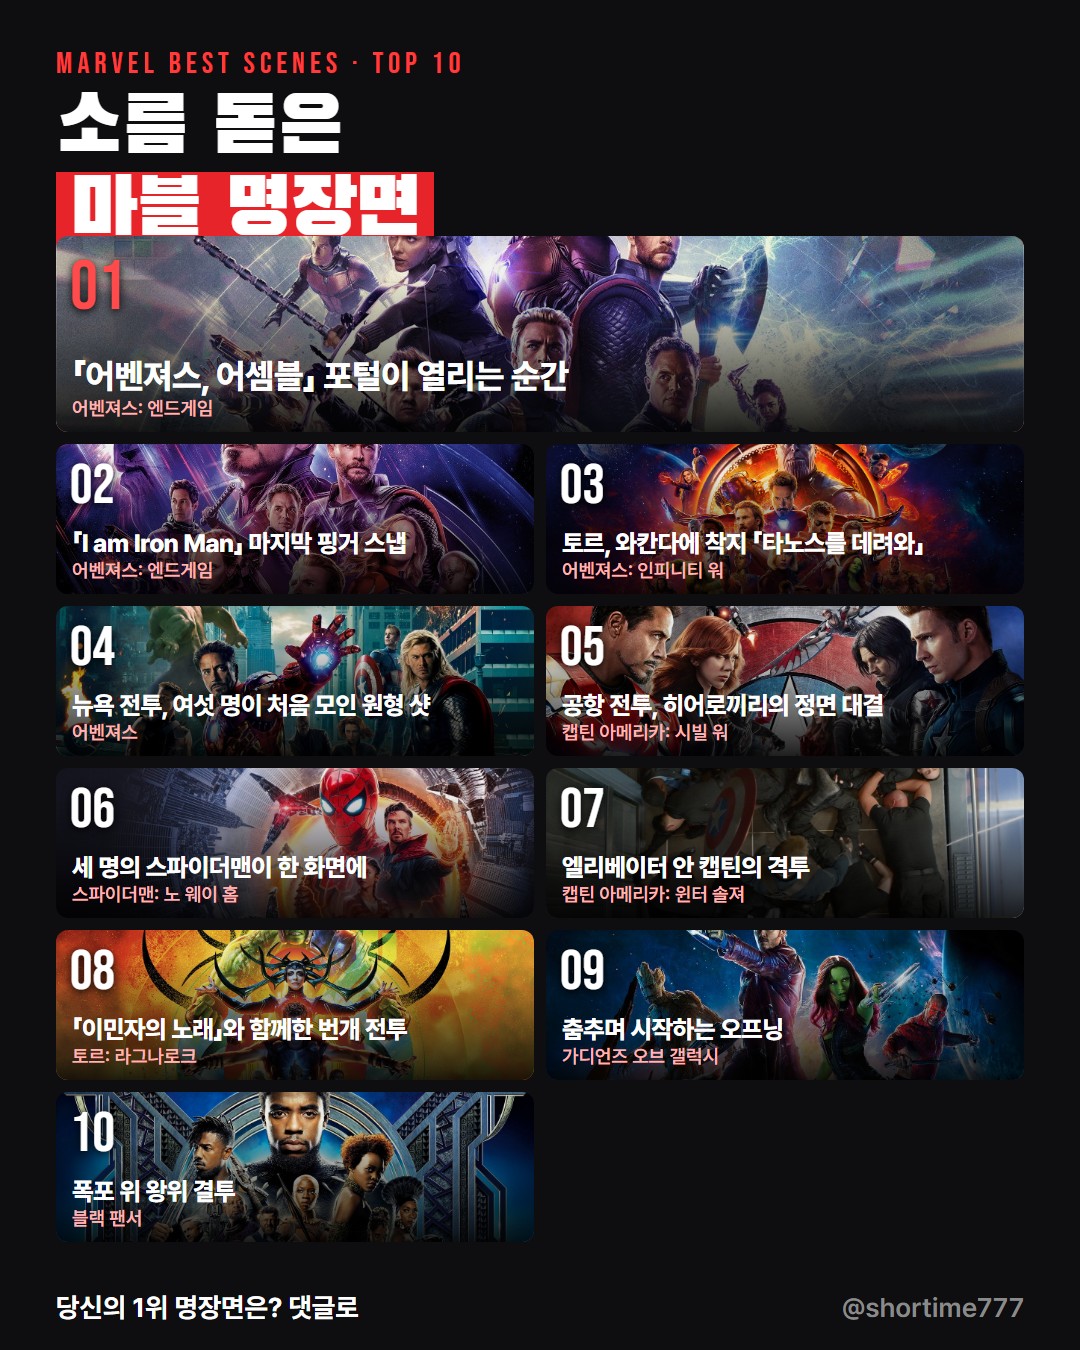 MARVEL BEST SCENES · TOP 10
소름 돋은
마블 명장면
01
「어벤져스, 어셈블」 포털이 열리는 순간
어벤져스: 엔드게임
02
「I am Iron Man」 마지막 핑거 스냅
어벤져스: 엔드게임
03
토르, 와칸다에 착지 「타노스를 데려와」
어벤져스: 인피니티 워
04
뉴욕 전투, 여섯 명이 처음 모인 원형 샷
어벤져스
05
공항 전투, 히어로끼리의 정면 대결
캡틴 아메리카: 시빌 워
06
세 명의 스파이더맨이 한 화면에
스파이더맨: 노 웨이 홈
07
엘리베이터 안 캡틴의 격투
캡틴 아메리카: 윈터 솔져
08
「이민자의 노래」와 함께한 번개 전투
토르: 라그나로크
09
춤추며 시작하는 오프닝
가디언즈 오브 갤럭시
10
폭포 위 왕위 결투
블랙 팬서
당신의 1위 명장면은? 댓글로
@shortime777